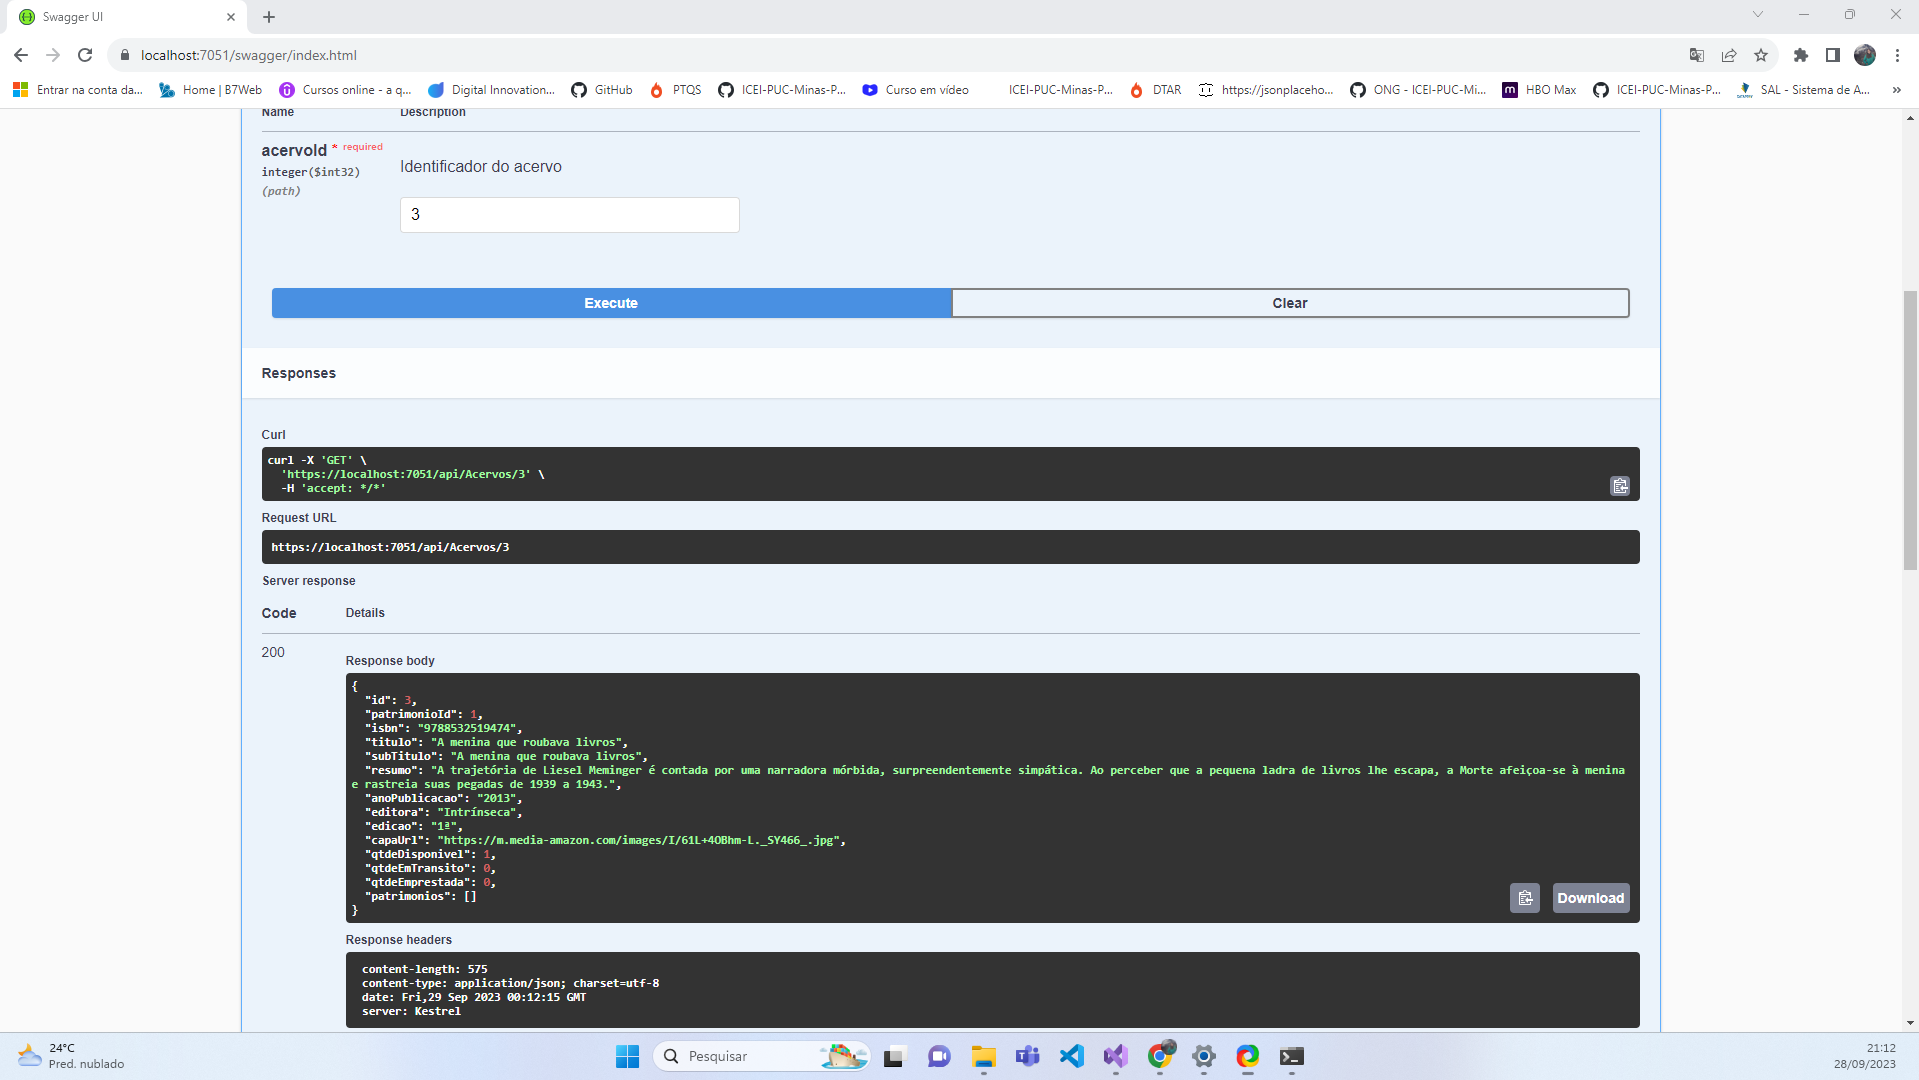 Swagger UI
localhost:7051/swagger/index.html
Entrar na conta da...
Home | B7Web
Cursos online - a q...
Digital Innovation...
GitHub
PTQS
ICEI-PUC-Minas-P...
Curso em vídeo
ICEI-PUC-Minas-P...
DTAR
https://jsonplaceho...
ONG - ICEI-PUC-Mi...
HBO Max
ICEI-PUC-Minas-P...
SAL - Sistema de A...
»
Name Description
acervoId * required
integer($int32)
(path)
Identificador do acervo
3
Execute
Clear
Responses
Curl
curl -X 'GET' \
'https://localhost:7051/api/Acervos/3' \
-H 'accept: */*'
Request URL
https://localhost:7051/api/Acervos/3
Server response
Code Details
200
Response body
{
"id": 3,
"patrimonioId": 1,
"isbn": "9788532519474",
"titulo": "A menina que roubava livros",
"subTitulo": "A menina que roubava livros",
"resumo": "A trajetória de Liesel Meminger é contada por uma narradora mórbida, surpreendentemente simpática. Ao perceber que a pequena ladra de livros lhe escapa, a Morte afeiçoa-se à menina
e rastreia suas pegadas de 1939 a 1943.",
"anoPublicacao": "2013",
"editora": "Intrínseca",
"edicao": "1ª",
"capaUrl": "https://m.media-amazon.com/images/I/61L+4OBhm-L._SY466_.jpg",
"qtdeDisponivel": 1,
"qtdeEmTransito": 0,
"qtdeEmprestada": 0,
"patrimonios": []
}
Download
Response headers
content-length: 575
content-type: application/json; charset=utf-8
date: Fri,29 Sep 2023 00:12:15 GMT
server: Kestrel
24°C
Pred. nublado
Pesquisar
21:12
28/09/2023